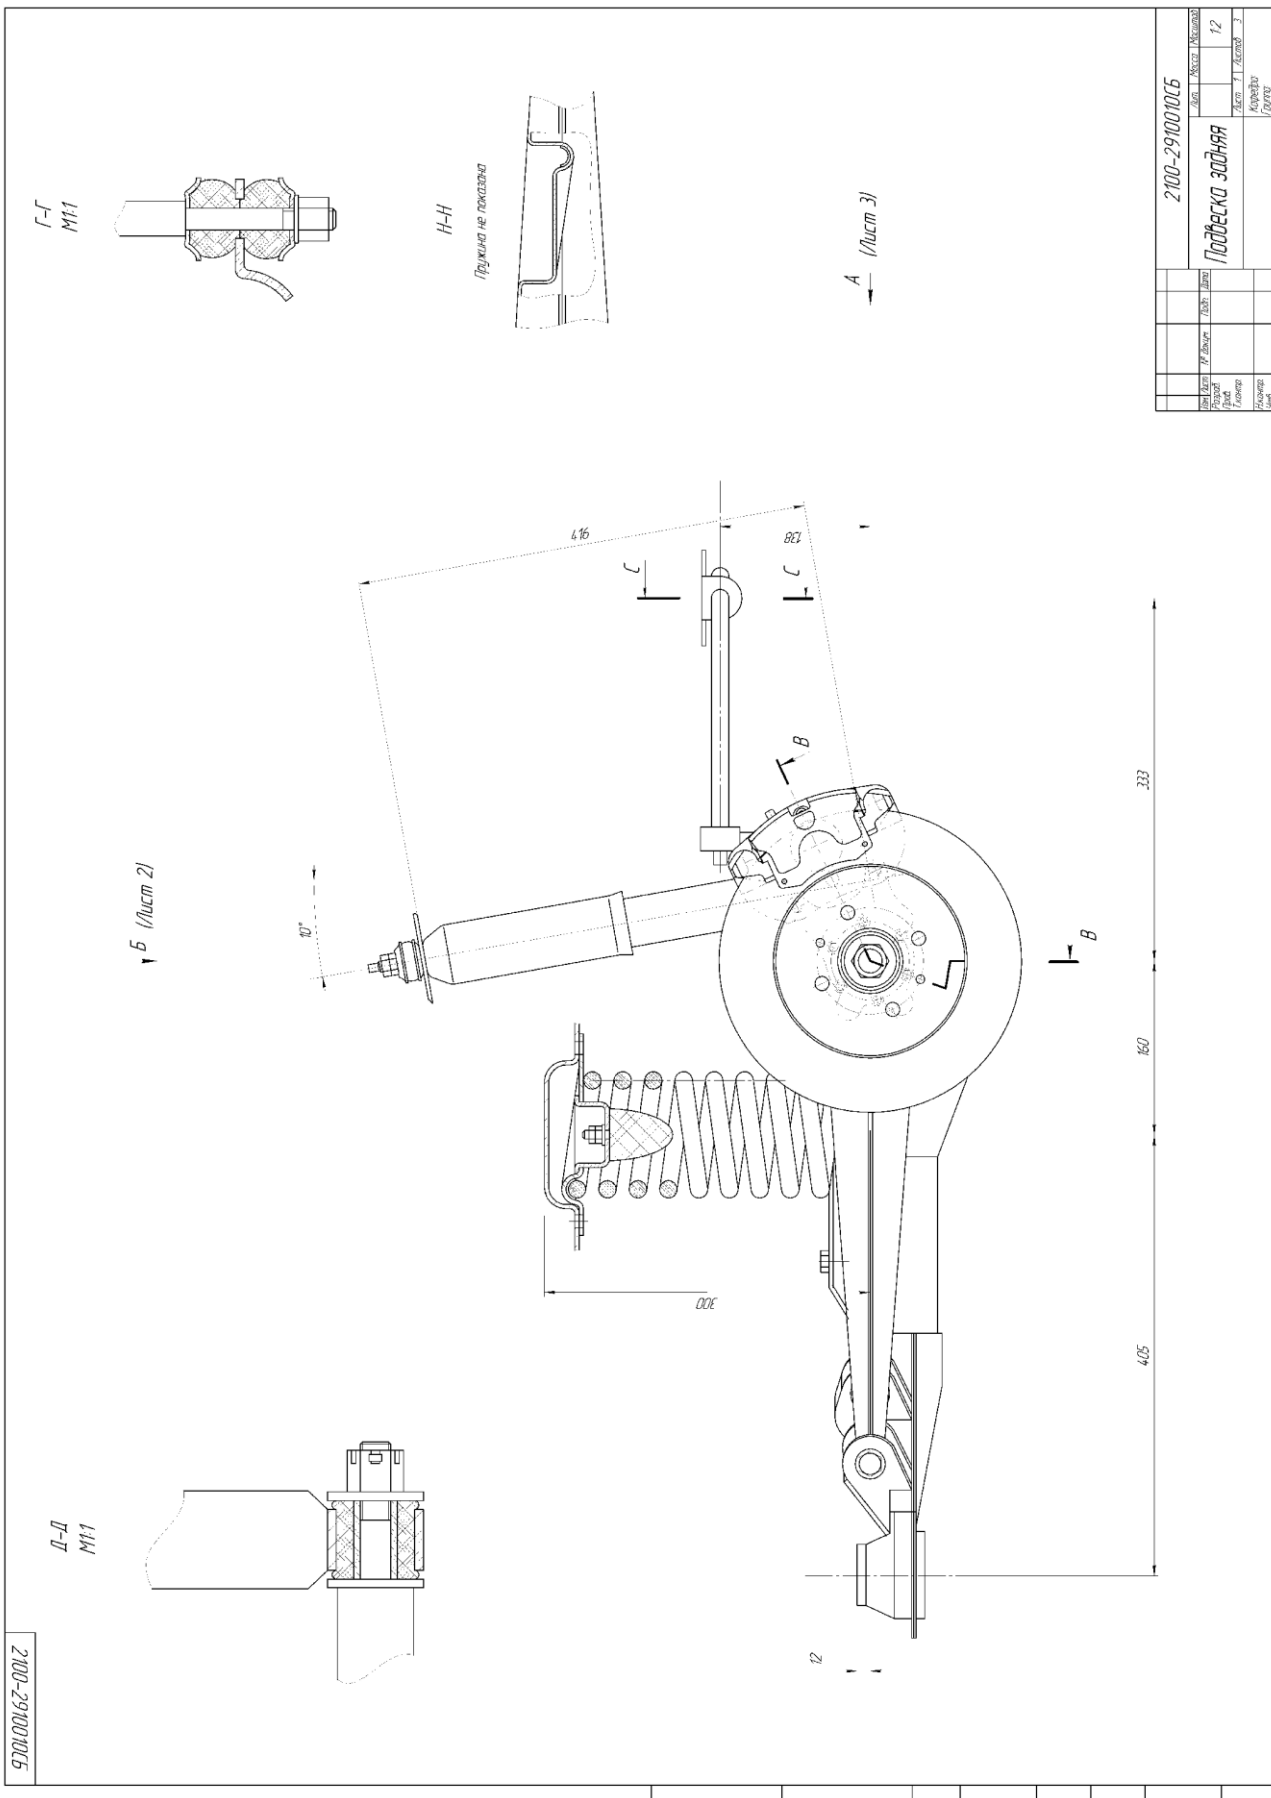 2100-2910010СБ
Д-Д
М1:1
Г-Г
М1:1
Б (Лист 2)
10°
416
Н-Н
Пружина не показана
С
С
138
А (Лист 3)
300
12
В
В
405
160
333
2100-2910010СБ
Подвеска задняя
Изм Лист № докум. Подп. Дата
Разраб.
Пров.
Т.контр.
Н.контр.
Утв.
Лит. Масса Масштаб
1:2
Лист 1 Листов 3
Кафедра
Группа